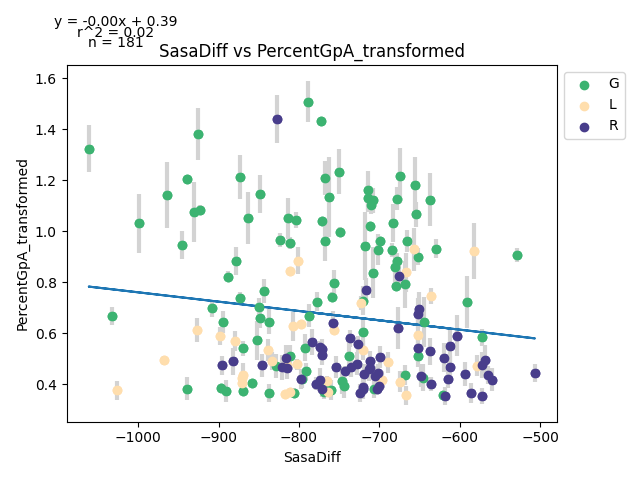 y = -0.00x + 0.39
r^2 = 0.02
n = 181
SasaDiff vs PercentGpA_transformed
1.6
1.4
1.2
1.0
0.8
0.6
0.4
PercentGpA_transformed
−1000
−900
−800
−700
−600
−500
SasaDiff
G
L
R